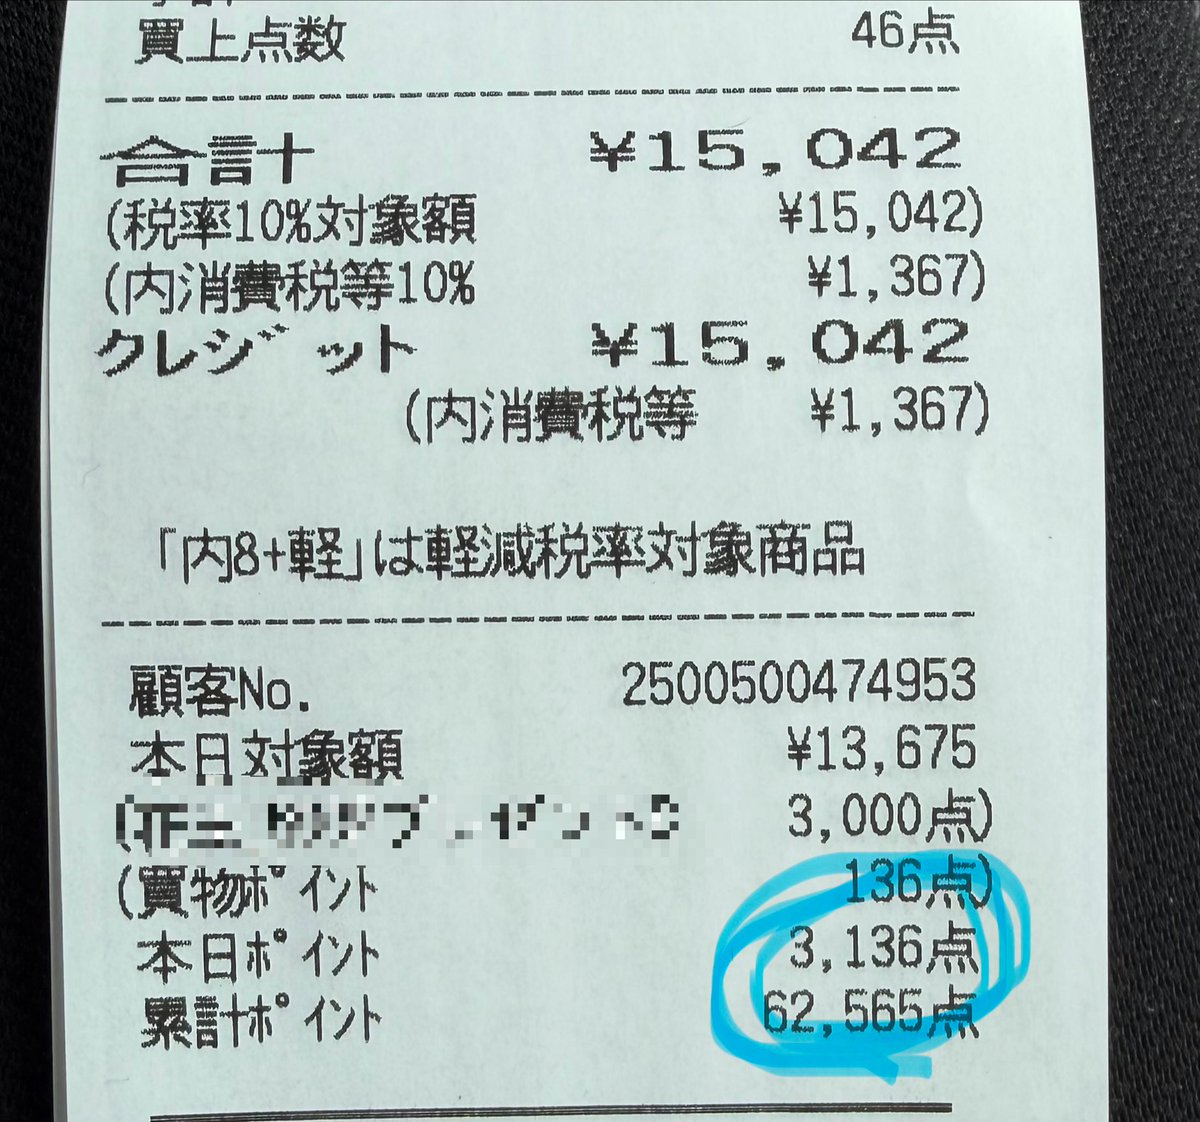 買上点数 46点
合計 ¥15,042
(税率10%対象額 ¥15,042)
(内消費税等10% ¥1,367)
クレジット ¥15,042
(内消費税等 ¥1,367)
「内8+軽」は軽減税率対象商品
顧客No. 2500500474953
本日対象額 ¥13,675
3,000点)
(買物ポイント 136点)
本日ポイント 3,136点
累計ポイント 62,565点